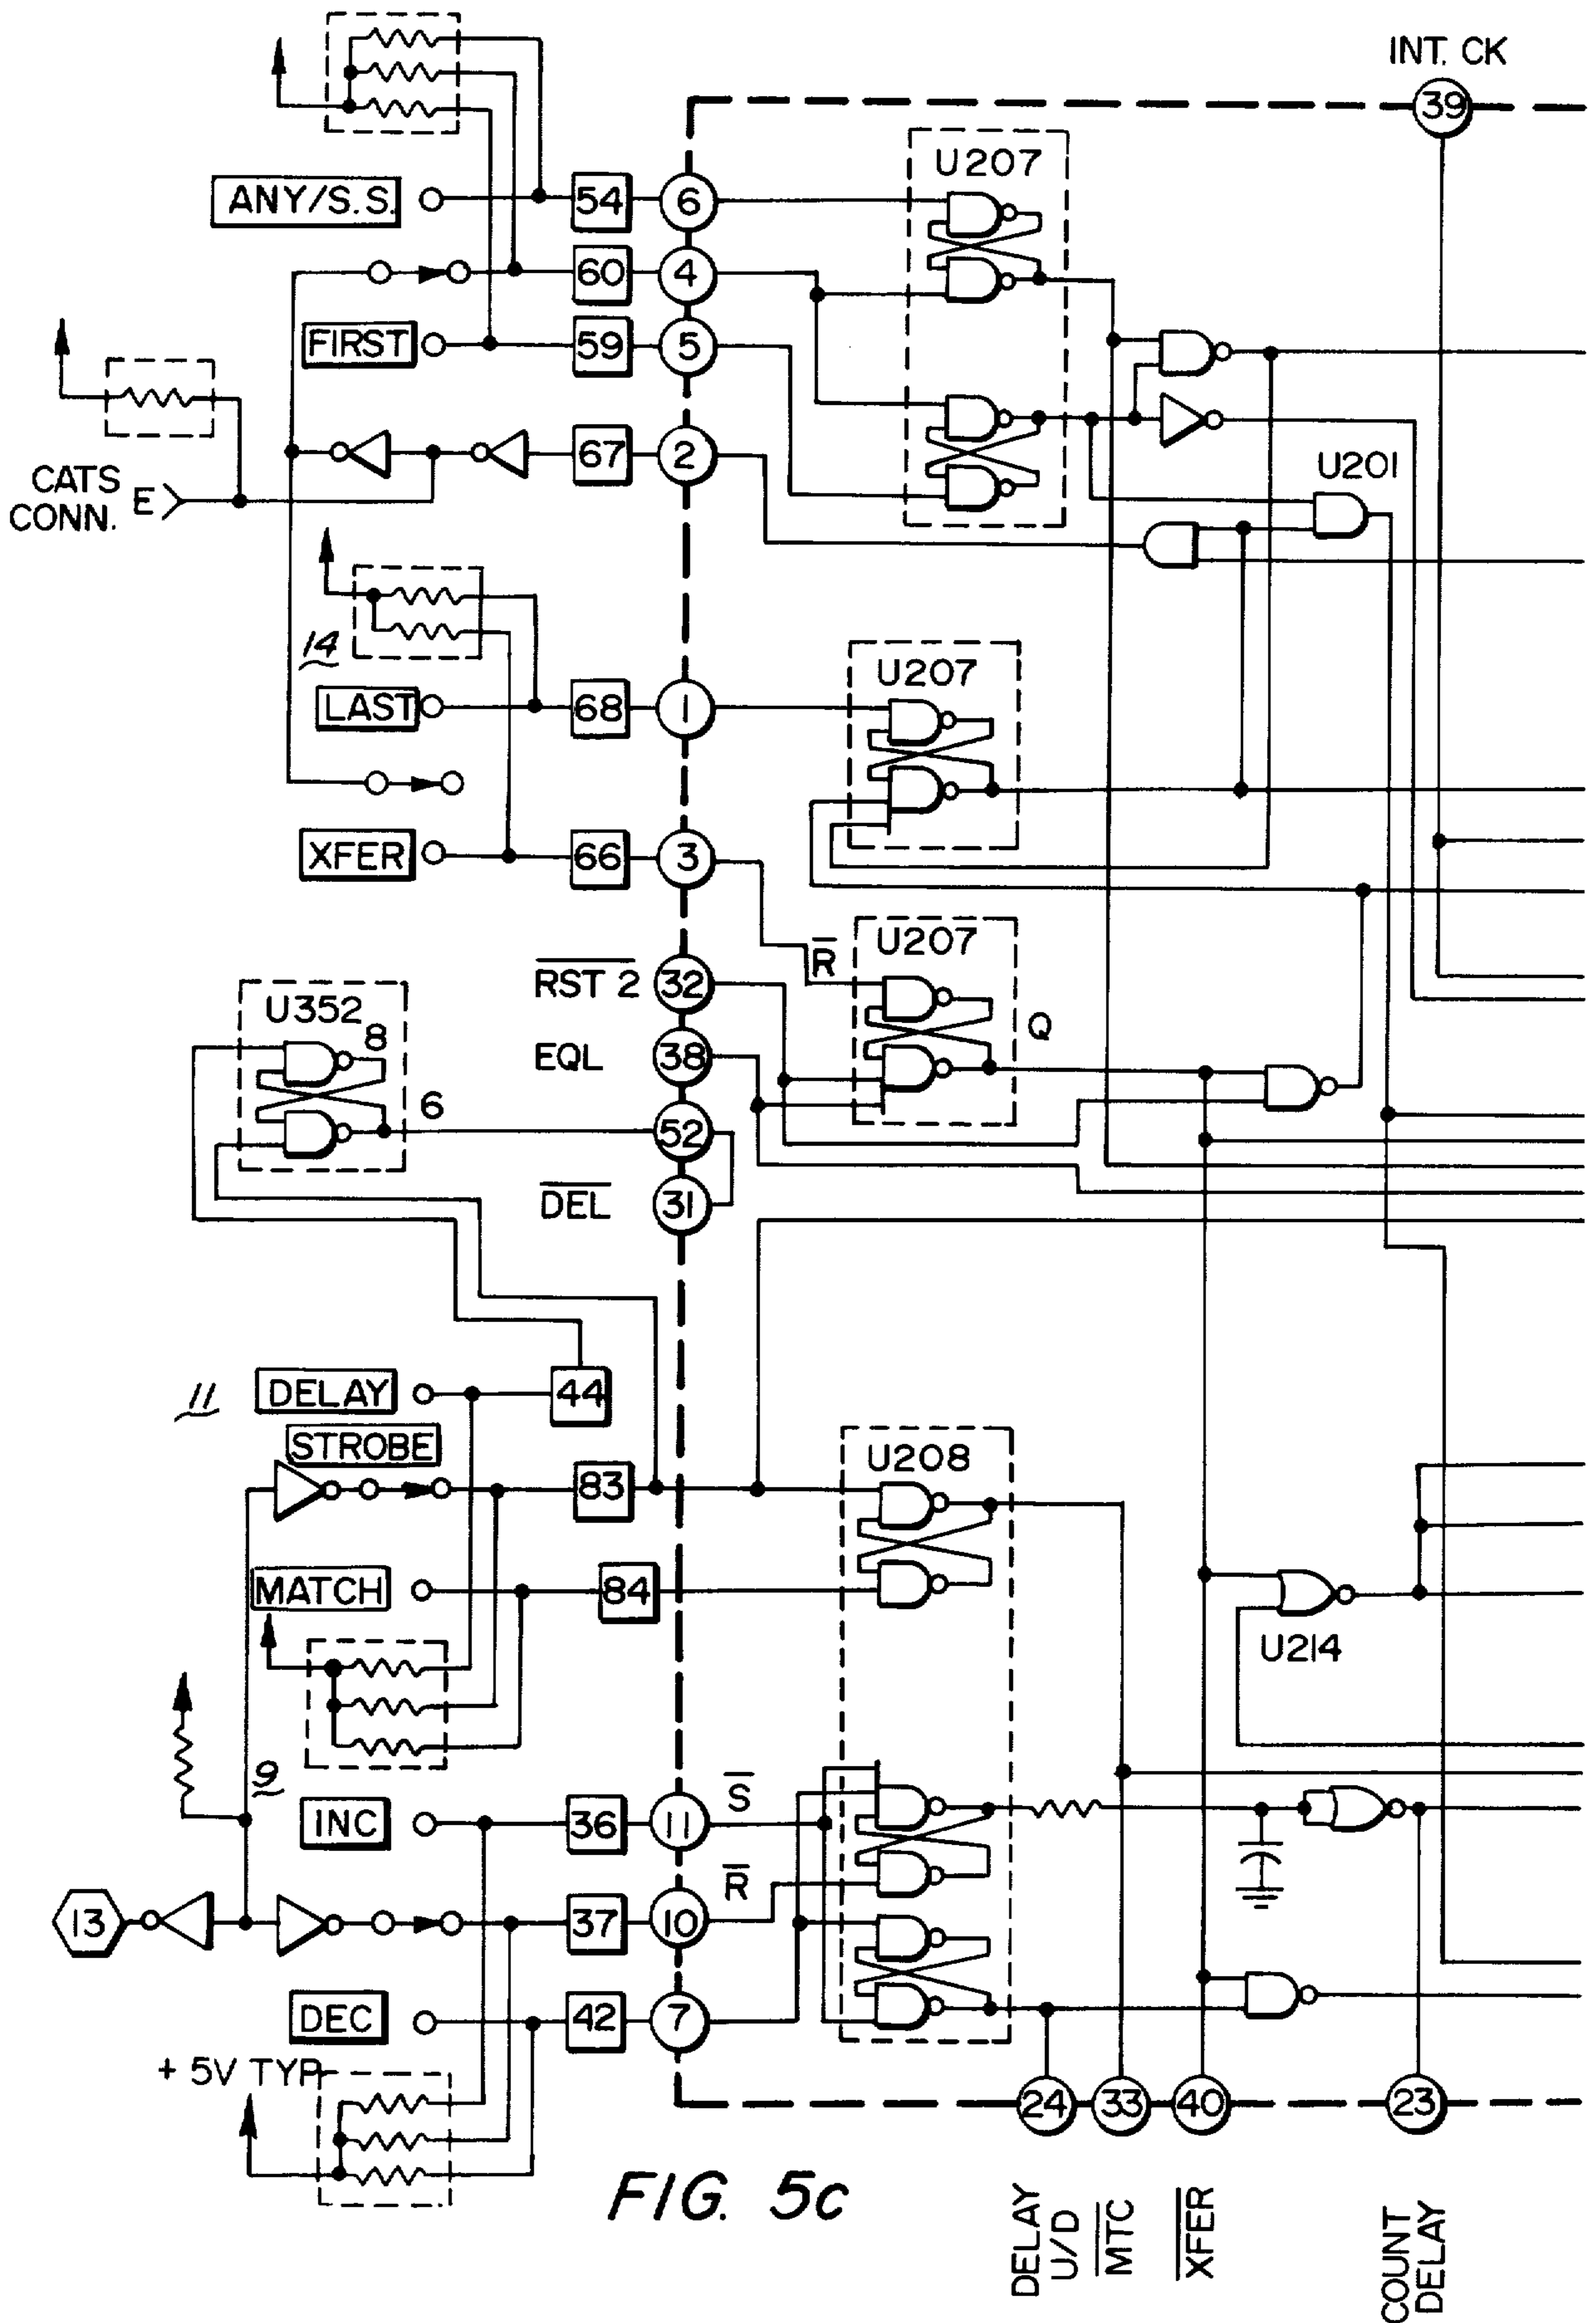 INT. CK
39
U207
ANY/S.S.
54
6
60
4
FIRST
59
5
67
2
U201
CATS
CONN.
E
14
U207
LAST
68
1
XFER
66
3
U207
R
RST 2
32
U352
8
Q
EQL
38
6
52
DEL
31
11
DELAY
44
STROBE
U208
83
MATCH
84
U214
9
S
INC
36
11
R
13
37
10
DEC
42
7
+ 5V TYP
24
33
40
23
FIG. 5c
DELAY
U/D
MTC
XFER
COUNT
DELAY